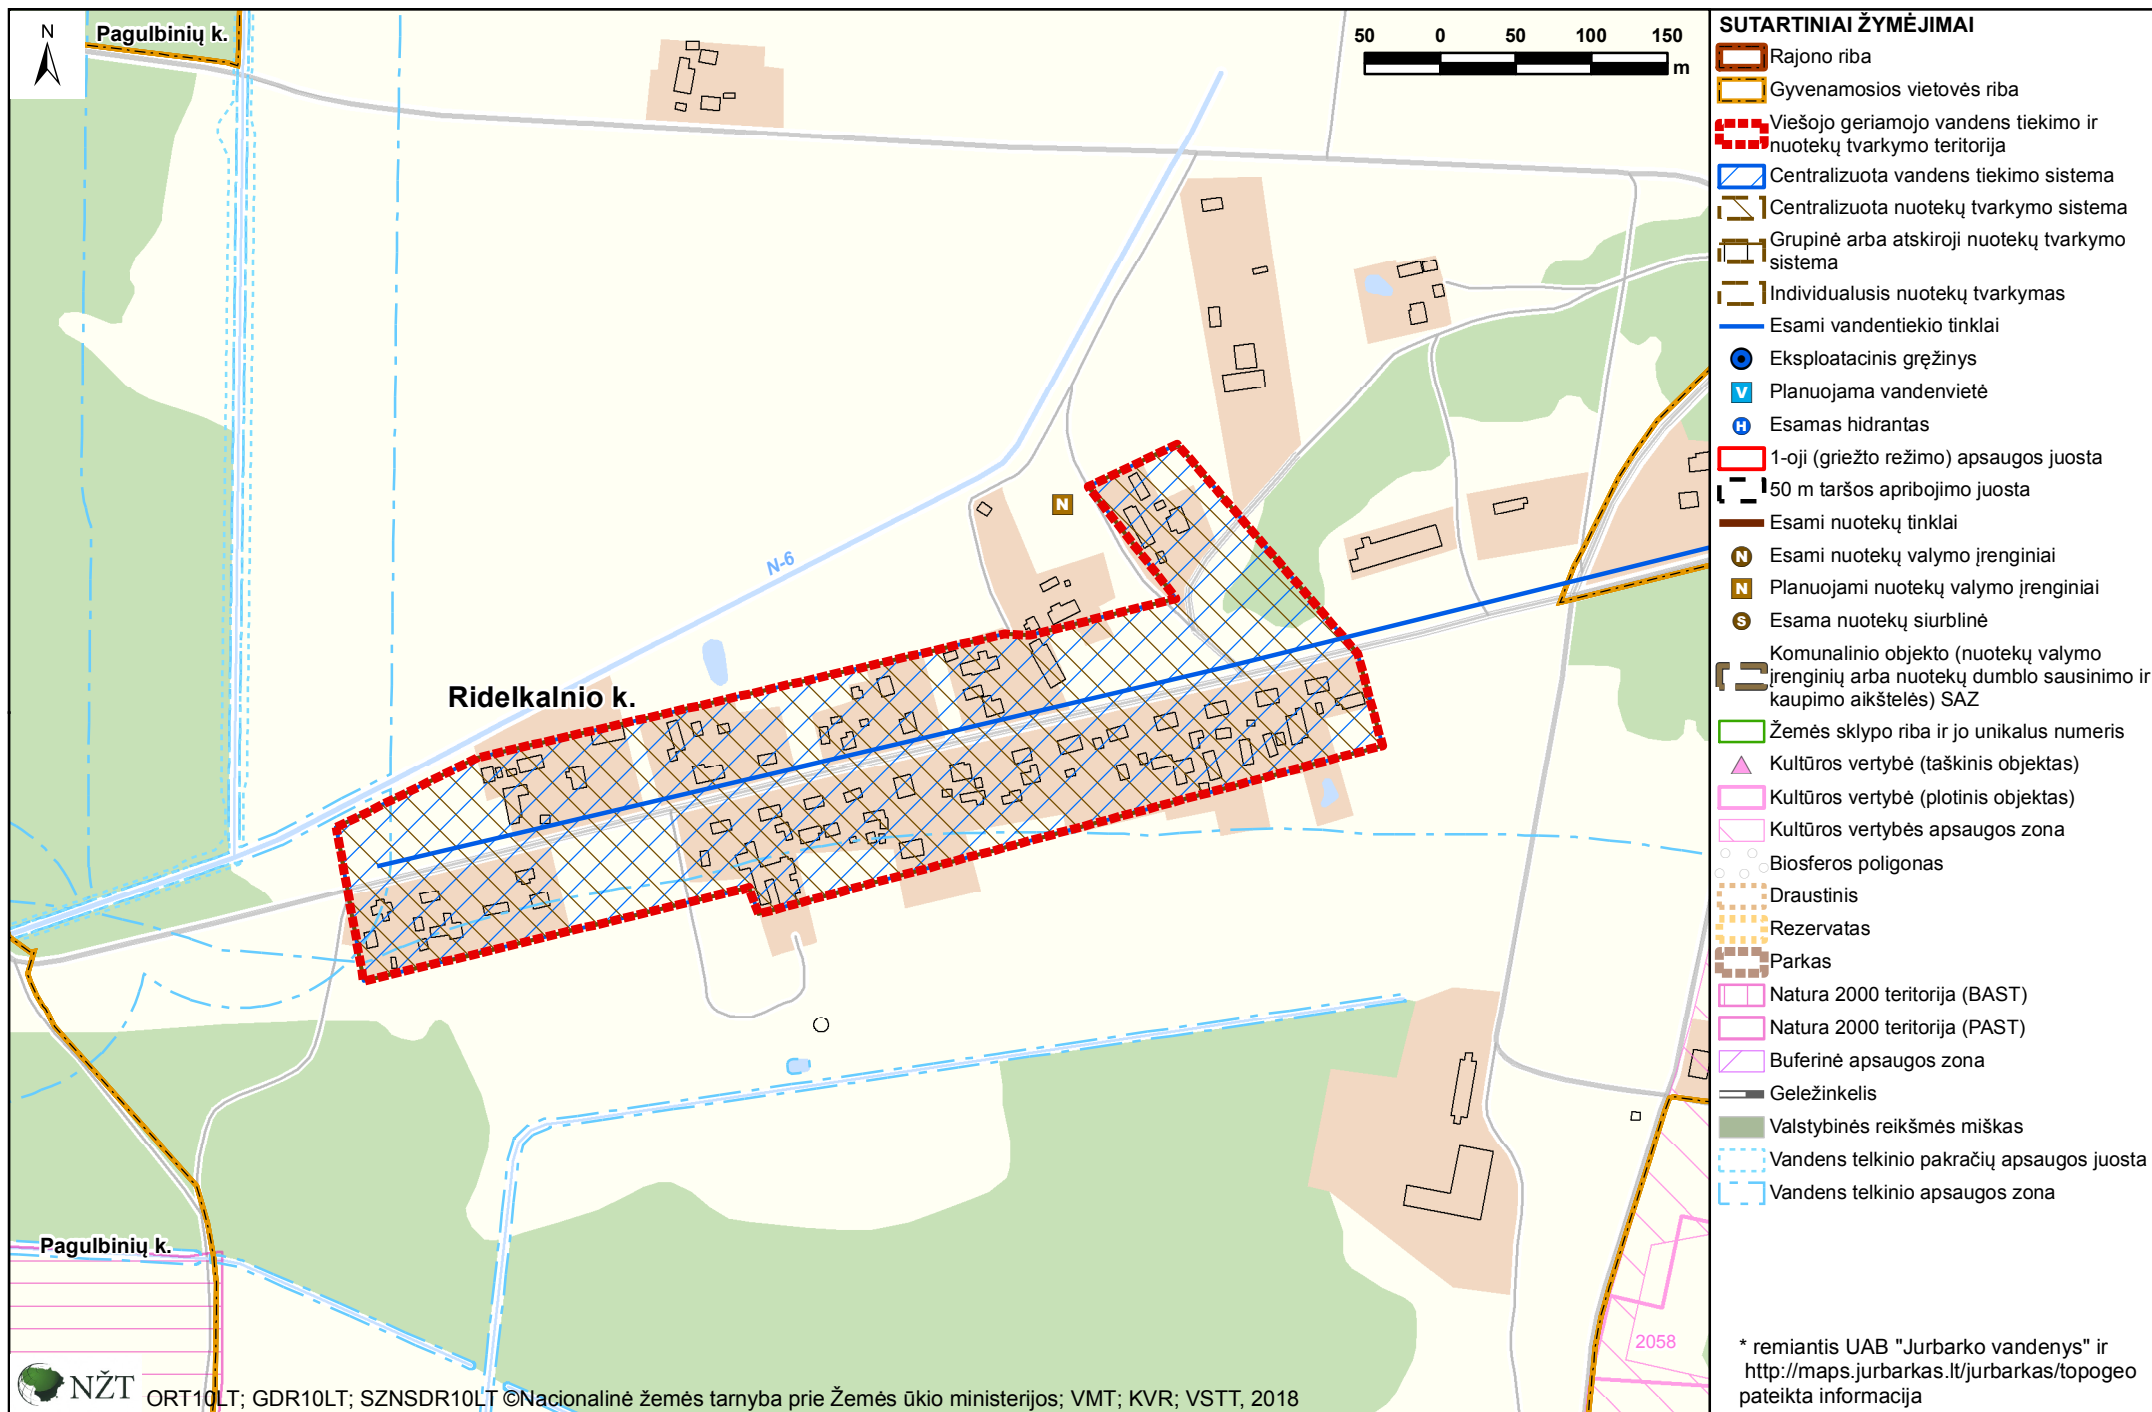 N
Pagulbinių k.
50 0 50 100 150
m
N-6
N
Ridelkalnio k.
Pagulbinių k.
2058
NŽT
ORT10LT; GDR10LT; SZNSDR10LT ©Nacionalinė žemės tarnyba prie Žemės ūkio ministerijos; VMT; KVR; VSTT, 2018
SUTARTINIAI ŽYMĖJIMAI
Rajono riba
Gyvenamosios vietovės riba
Viešojo geriamojo vandens tiekimo ir
nuotekų tvarkymo teritorija
Centralizuota vandens tiekimo sistema
Centralizuota nuotekų tvarkymo sistema
Grupinė arba atskiroji nuotekų tvarkymo
sistema
Individualusis nuotekų tvarkymas
Esami vandentiekio tinklai
Eksploatacinis gręžinys
V Planuojama vandenvietė
H Esamas hidrantas
1-oji (griežto režimo) apsaugos juosta
50 m taršos apribojimo juosta
Esami nuotekų tinklai
N Esami nuotekų valymo įrenginiai
N Planuojami nuotekų valymo įrenginiai
S Esama nuotekų siurblinė
Komunalinio objekto (nuotekų valymo
įrenginių arba nuotekų dumblo sausinimo ir
kaupimo aikštelės) SAZ
Žemės sklypo riba ir jo unikalus numeris
Kultūros vertybė (taškinis objektas)
Kultūros vertybė (plotinis objektas)
Kultūros vertybės apsaugos zona
Biosferos poligonas
Draustinis
Rezervatas
Parkas
Natura 2000 teritorija (BAST)
Natura 2000 teritorija (PAST)
Buferinė apsaugos zona
Geležinkelis
Valstybinės reikšmės miškas
Vandens telkinio pakračių apsaugos juosta
Vandens telkinio apsaugos zona
* remiantis UAB "Jurbarko vandenys" ir
http://maps.jurbarkas.lt/jurbarkas/topogeo
pateikta informacija